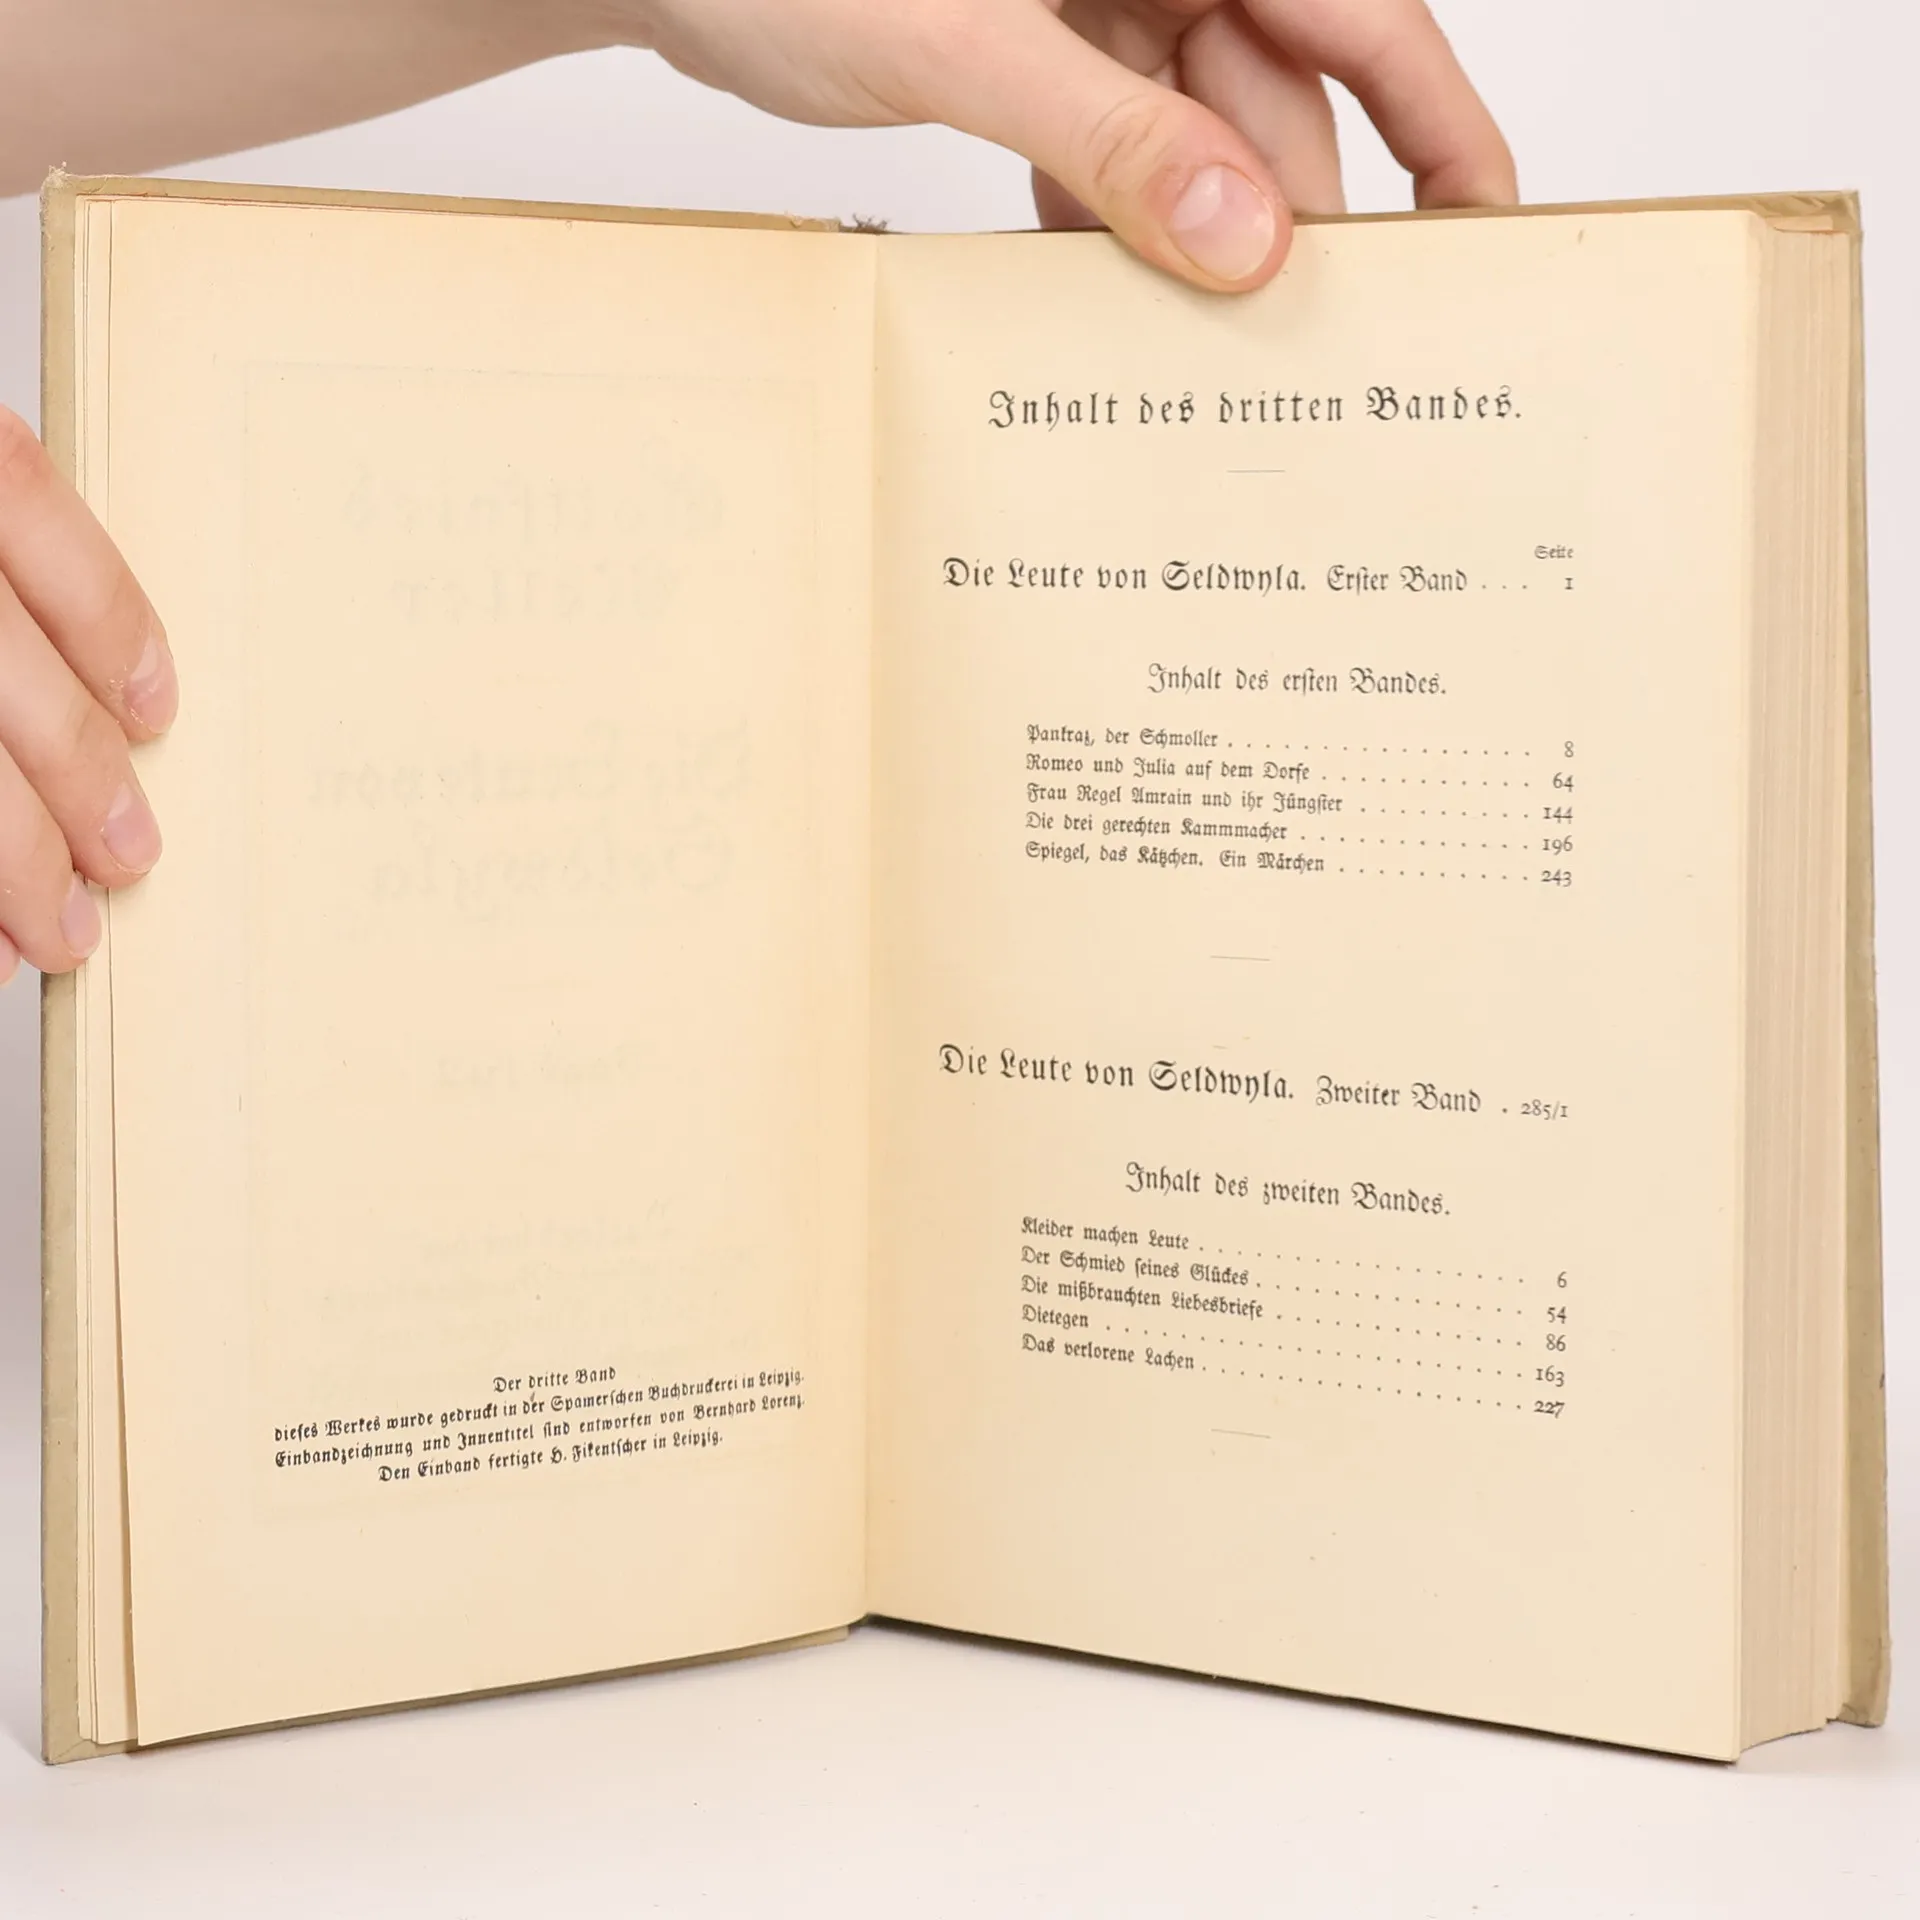 Der dritte Band
dieses Werkes wurde gedruckt in der Spamerschen Buchdruckerei in Leipzig.
Einbandzeichnung und Innentitel sind entworfen von Bernhard Lorenz.
Den Einband fertigte H. Fikentscher in Leipzig.
Inhalt des dritten Bandes.
Seite
Die Leute von Seldwyla. Erster Band . . . 1
Inhalt des ersten Bandes.
Pankraz, der Schmoller . . . . . . . . . . . . . . . . 8
Romeo und Julia auf dem Dorfe . . . . . . . . . . . 64
Frau Regel Amrain und ihr Jüngster . . . . . . . . . 144
Die drei gerechten Kammmacher . . . . . . . . . . . . 196
Spiegel, das Kätzchen. Ein Märchen . . . . . . . . . . 243
Die Leute von Seldwyla. Zweiter Band . 285/1
Inhalt des zweiten Bandes.
Kleider machen Leute . . . . . . . . . . . . . . . . . 6
Der Schmied seines Glückes . . . . . . . . . . . . . . 54
Die mißbrauchten Liebesbriefe . . . . . . . . . . . . . 86
Dietegen . . . . . . . . . . . . . . . . . . . . . . 163
Das verlorene Lachen . . . . . . . . . . . . . . . . . 227